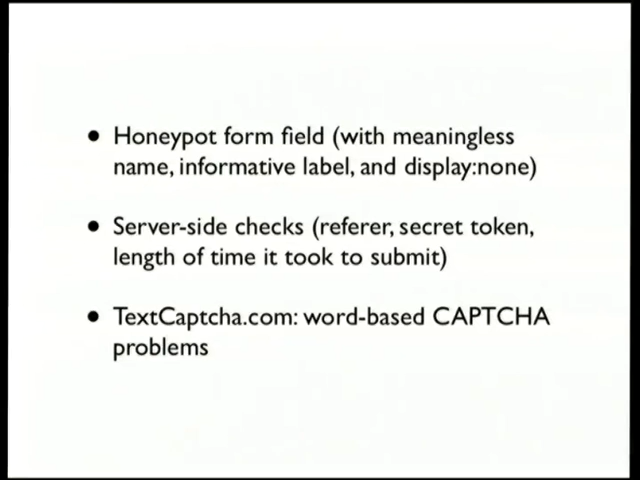 • Honeypot form field (with meaningless
name, informative label, and display:none)
• Server-side checks (referer, secret token,
length of time it took to submit)
• TextCaptcha.com: word-based CAPTCHA
problems